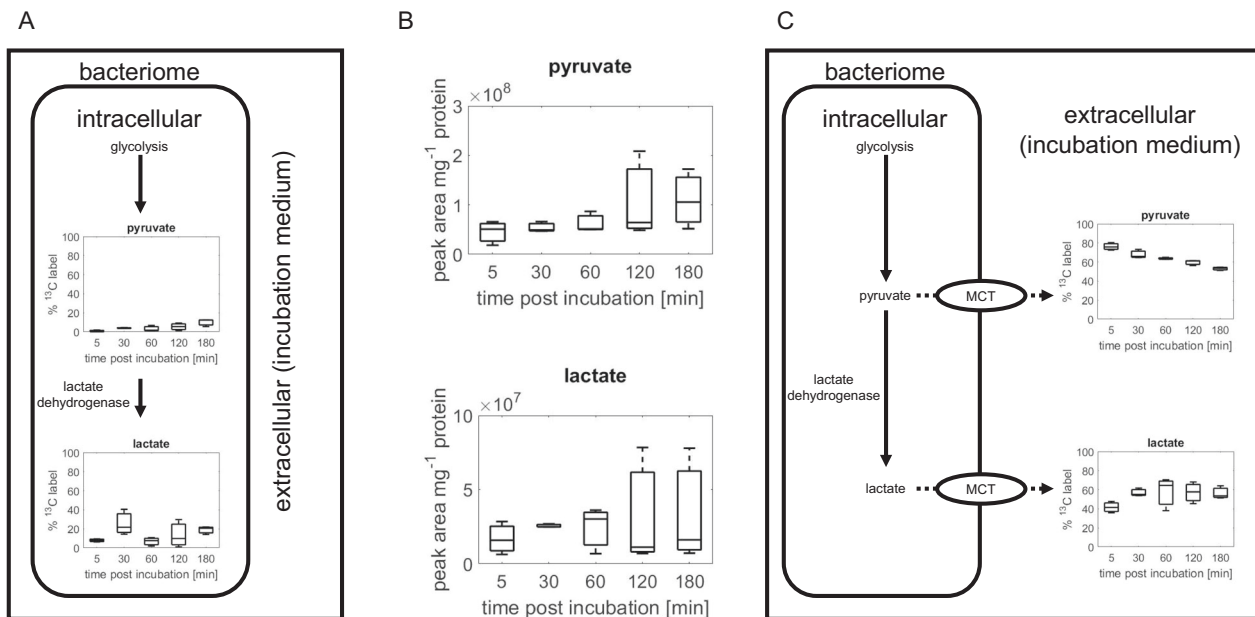 A
bacteriome
intracellular
glycolysis
pyruvate
100
80
60
40
20
0
% ¹³C label
5 30 60 120 180
time post incubation [min]
lactate
dehydrogenase
lactate
100
80
60
40
20
0
% ¹³C label
5 30 60 120 180
time post incubation [min]
extracellular (incubation medium)
B
pyruvate
×10⁸
3
2
1
0
peak area mg⁻¹ protein
5 30 60 120 180
time post incubation [min]
lactate
×10⁷
10
5
0
peak area mg⁻¹ protein
5 30 60 120 180
time post incubation [min]
C
bacteriome
intracellular
glycolysis
extracellular
(incubation medium)
pyruvate
100
80
60
40
20
0
% ¹³C label
5 30 60 120 180
time post incubation [min]
pyruvate
MCT
lactate
dehydrogenase
lactate
MCT
lactate
100
80
60
40
20
0
% ¹³C label
5 30 60 120 180
time post incubation [min]